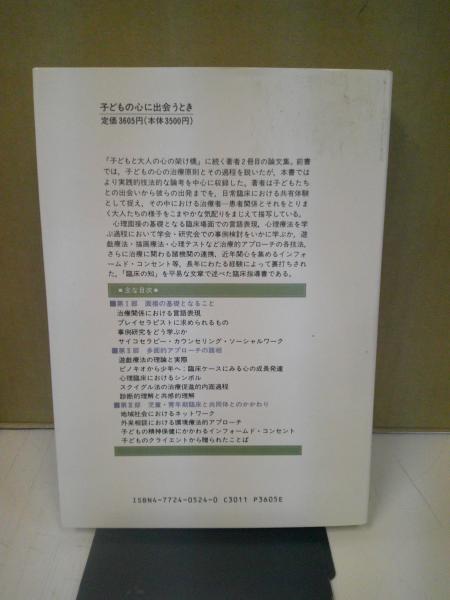 子どもの心に出会うとき
定価3605円(本体3500円)
『子どもと大人の心の架け橋』に続く著者2冊目の論文集。前書
では、子どもの心の治療原則とその過程を説いたが、本書では
より実践的技法的な論考を中心に収録した。著者は子どもたち
との出会いから彼らの出発までを、日常臨床における共有体験
として捉え、その中における治療者―患者関係とそれをとりま
く大人たちの様子をこまやかな気配りをまじえて描写している。
心理面接の基礎となる臨床場面での言語表現、心理療法を学
ぶ過程において学会・研究会での事例検討をいかに学ぶか、遊
戯療法・描画療法・心理テストなど治療的アプローチの各技法、
さらに治療に関わる諸機関の連携、近年関心を集めるインフォ
ームド・コンセント等、長年にわたる経験によって裏打ちされ
た、「臨床の知」を平易な文章で述べた臨床指導書である。
●主な目次●
■第Ⅰ部 面接の基礎となること
治療関係における言語表現
プレイセラピストに求められるもの
事例研究をどう学ぶか
サイコセラピー・カウンセリング・ソーシャルワーク
■第Ⅱ部 多面的アプローチの諸相
遊戯療法の理論と実際
ピノキオから少年へ:臨床ケースにみる心の成長発達
心理臨床におけるシンボル
スクイグル法の治療促進的内面過程
診断的理解と共感的理解
■第Ⅲ部 児童・青年期臨床と共同体とのかかわり
地域社会におけるネットワーク
外来相談における環境療法的アプローチ
子どもの精神保健にかかわるインフォームド・コンセント
子どものクライエントから贈られたことば
ISBN4-7724-0524-0 C3011 P3605E